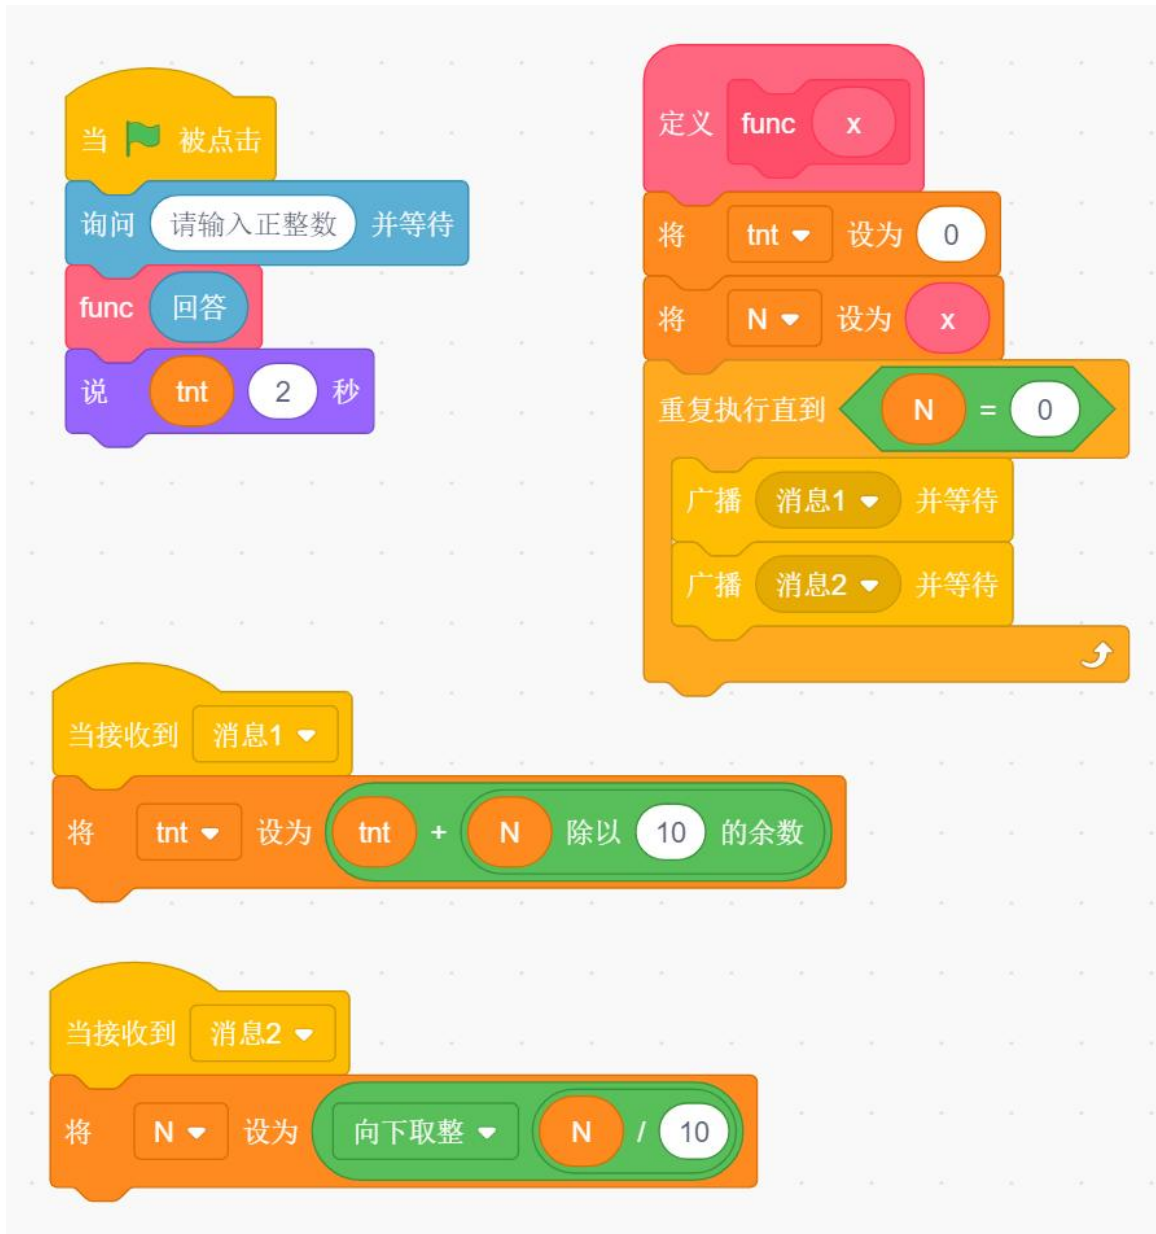 当 被点击
询问 请输入正整数 并等待
func 回答
说 tnt 2 秒
定义 func x
将 tnt 设为 0
将 N 设为 x
重复执行直到 N = 0
广播 消息1 并等待
广播 消息2 并等待
当接收到 消息1
将 tnt 设为 tnt + N 除以 10 的余数
当接收到 消息2
将 N 设为 向下取整 N / 10